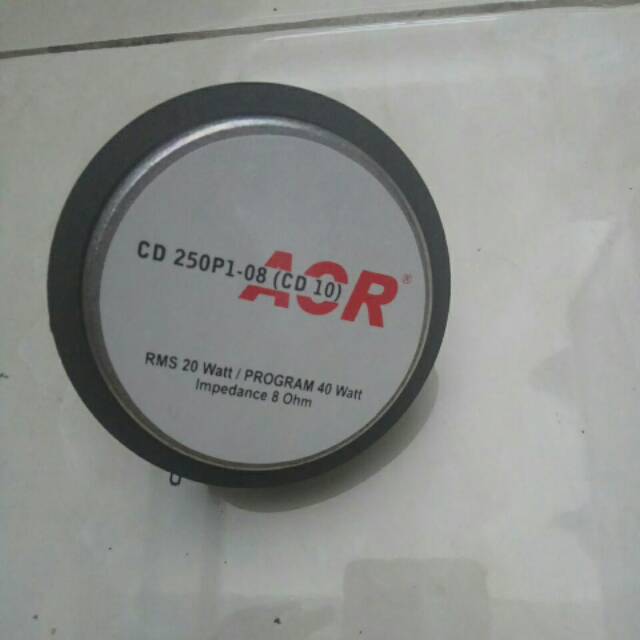 CD 250P1-08 (CD 10)
ACR®
RMS 20 Watt / PROGRAM 40 Watt
Impedance 8 Ohm